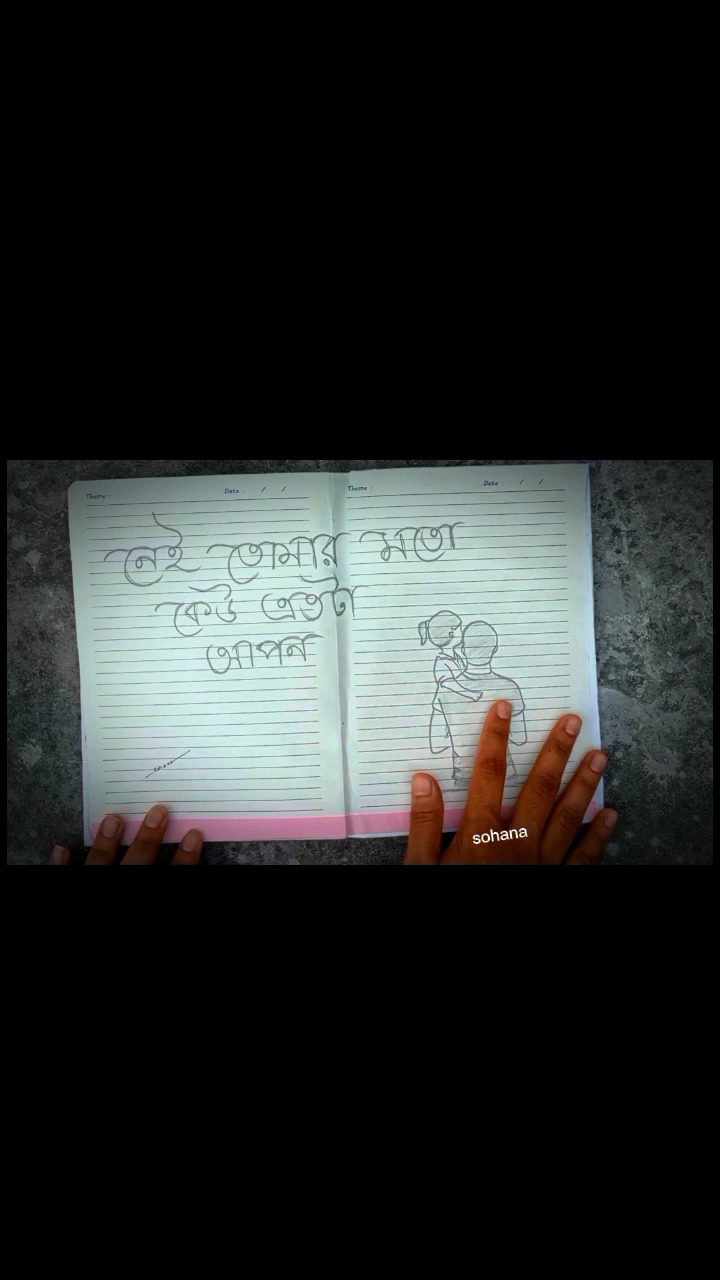 Theme : Date : / /
Theme : Date : / /
নেই তোমার মতো
কেউ এতটা
আপন
sohana